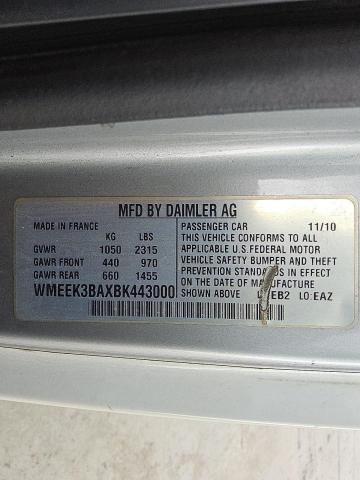 MFD BY DAIMLER AG
MADE IN FRANCE
KG LBS
GVWR 1050 2315
GAWR FRONT 440 970
GAWR REAR 660 1455
WMEEK3BAXBK443000
PASSENGER CAR 11/10
THIS VEHICLE CONFORMS TO ALL
APPLICABLE U.S.FEDERAL MOTOR
VEHICLE SAFETY BUMPER AND THEFT
PREVENTION STANDARDS IN EFFECT
ON THE DATE OF MANUFACTURE
SHOWN ABOVE LO:EAZ